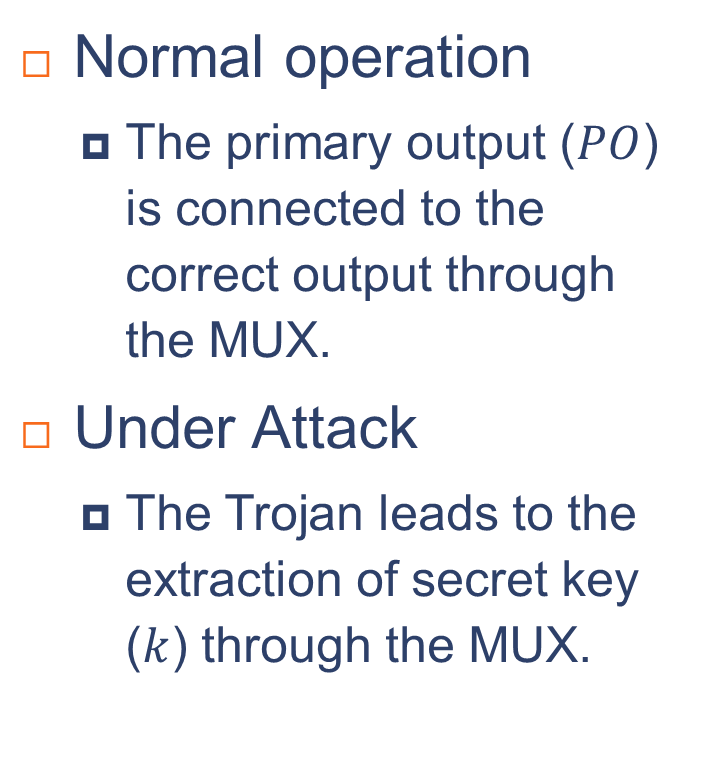 Normal operation
The primary output (PO)
is connected to the
correct output through
the MUX.
Under Attack
The Trojan leads to the
extraction of secret key
(k) through the MUX.